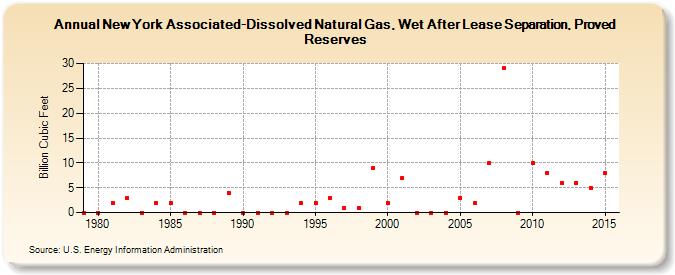 Annual New York Associated-Dissolved Natural Gas, Wet After Lease Separation, Proved
Reserves
Billion Cubic Feet
30
25
20
15
10
5
0
1980 1985 1990 1995 2000 2005 2010 2015
Source: U.S. Energy Information Administration